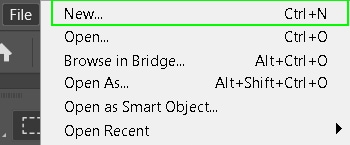 File
New... Ctrl+N
Open... Ctrl+O
Browse in Bridge... Alt+Ctrl+O
Open As... Alt+Shift+Ctrl+O
Open as Smart Object...
Open Recent